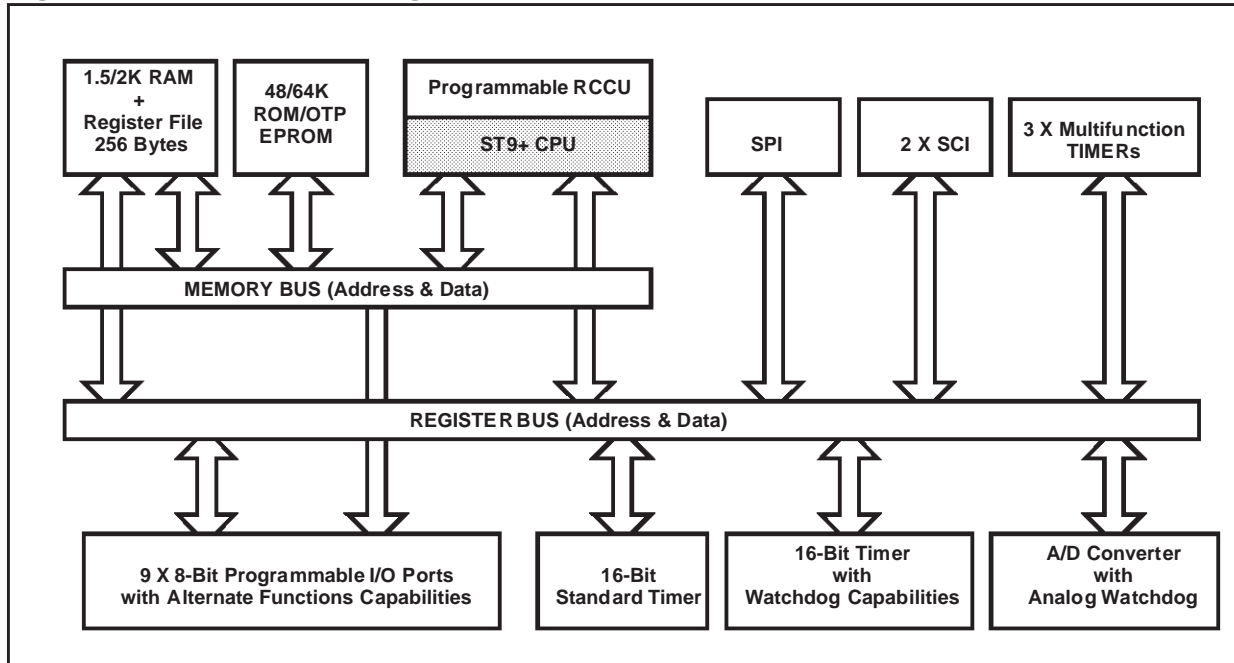 1.5/2K RAM
+
Register File
256 Bytes
48/64K
ROM/OTP
EPROM
Programmable RCCU
ST9+ CPU
SPI
2 X SCI
3 X Multifunction
TIMERs
MEMORY BUS (Address & Data)
REGISTER BUS (Address & Data)
9 X 8-Bit Programmable I/O Ports
with Alternate Functions Capabilities
16-Bit
Standard Timer
16-Bit Timer
with
Watchdog Capabilities
A/D Converter
with
Analog Watchdog